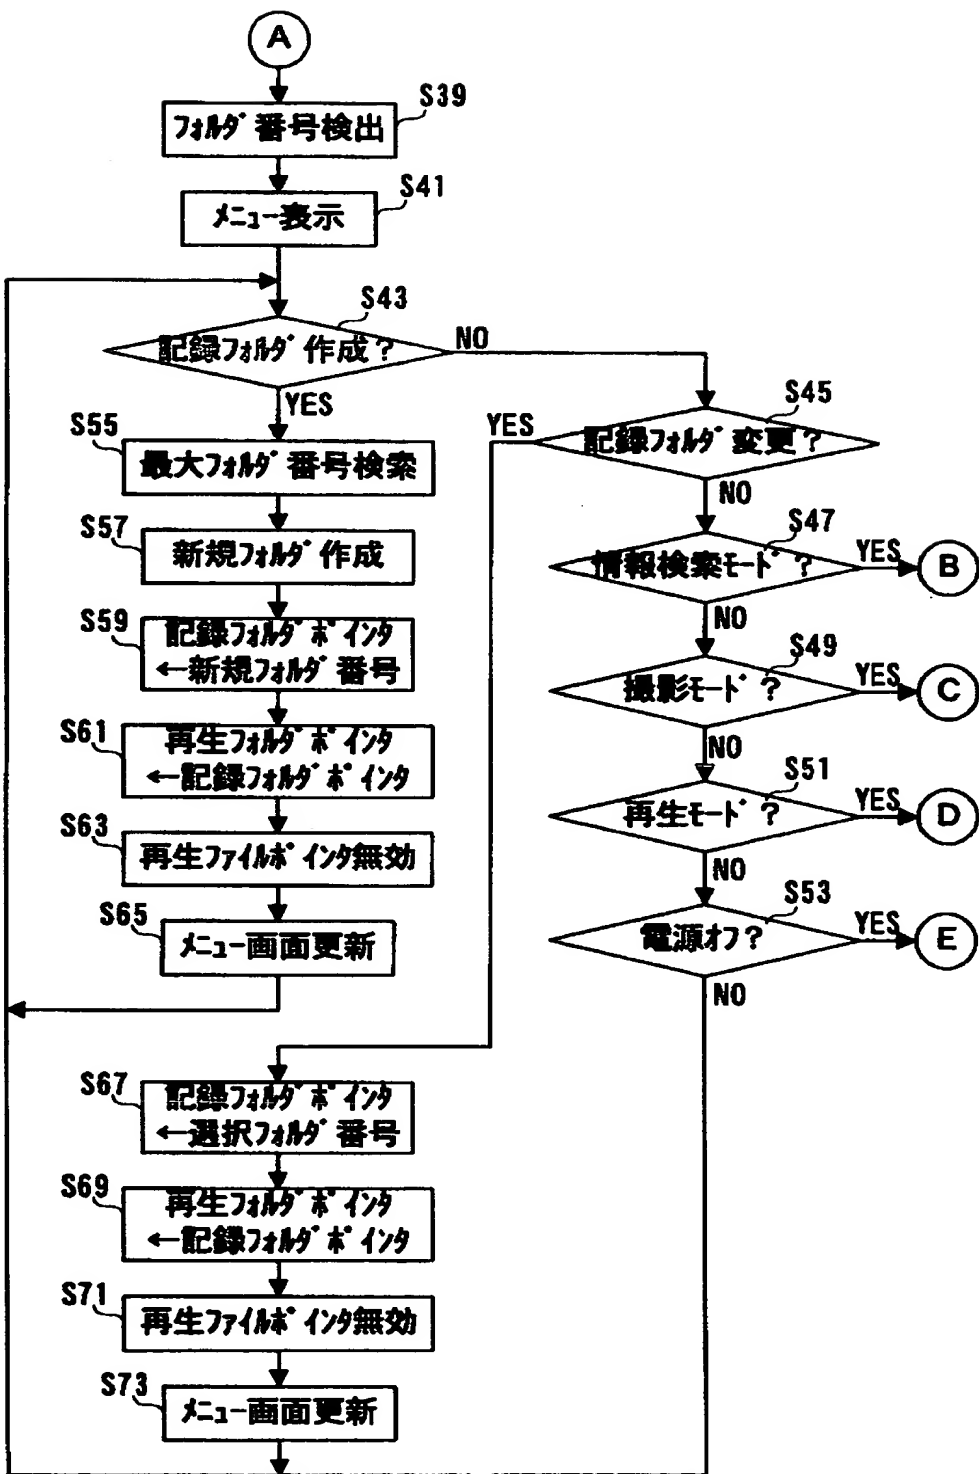 A
S39
フォルダ番号検出
S41
メニュー表示
S43
記録フォルダ作成?
NO
YES
S45
YES
記録フォルダ変更?
NO
S55
最大フォルダ番号検索
S47
情報検索モード?
YES
B
NO
S57
新規フォルダ作成
S59
記録フォルダポインタ
←新規フォルダ番号
S49
撮影モード?
YES
C
NO
S61
再生フォルダポインタ
←記録フォルダポインタ
S51
再生モード?
YES
D
NO
S63
再生ファイルポインタ無効
S53
電源オフ?
YES
E
NO
S65
メニュー画面更新
S67
記録フォルダポインタ
←選択フォルダ番号
S69
再生フォルダポインタ
←記録フォルダポインタ
S71
再生ファイルポインタ無効
S73
メニュー画面更新